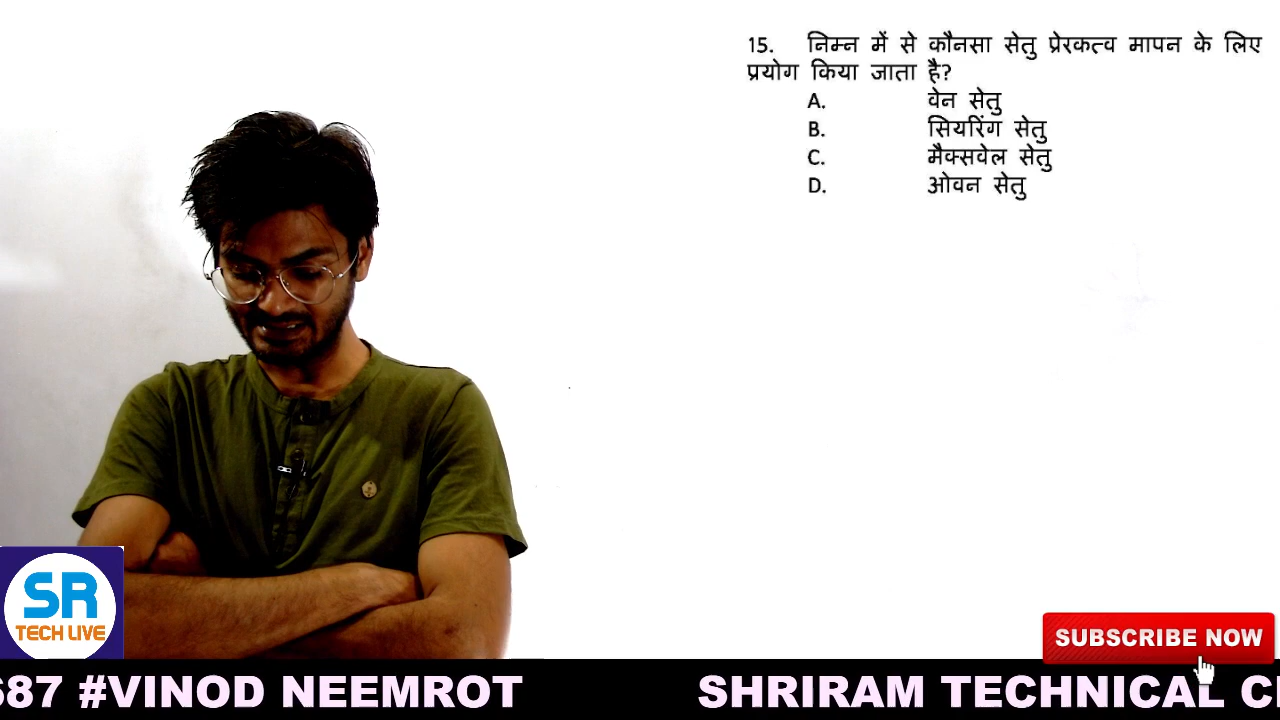 15. निम्न में से कौनसा सेतु प्रेरकत्व मापन के लिए
प्रयोग किया जाता है?
A. वेन सेतु
B. सियरिंग सेतु
C. मैक्सवेल सेतु
D. ओवन सेतु
SR
TECH LIVE
SUBSCRIBE NOW
687 #VINOD NEEMROT SHRIRAM TECHNICAL